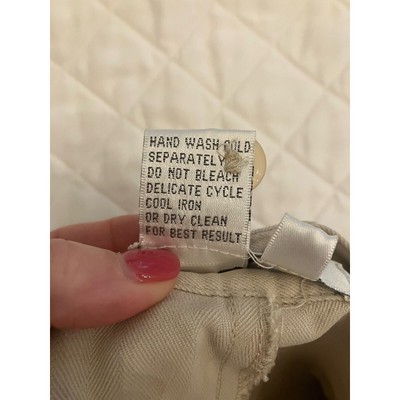 HAND WASH COLD
SEPARATELY
DO NOT BLEACH
DELICATE CYCLE
COOL IRON
OR DRY CLEAN
FOR BEST RESULT